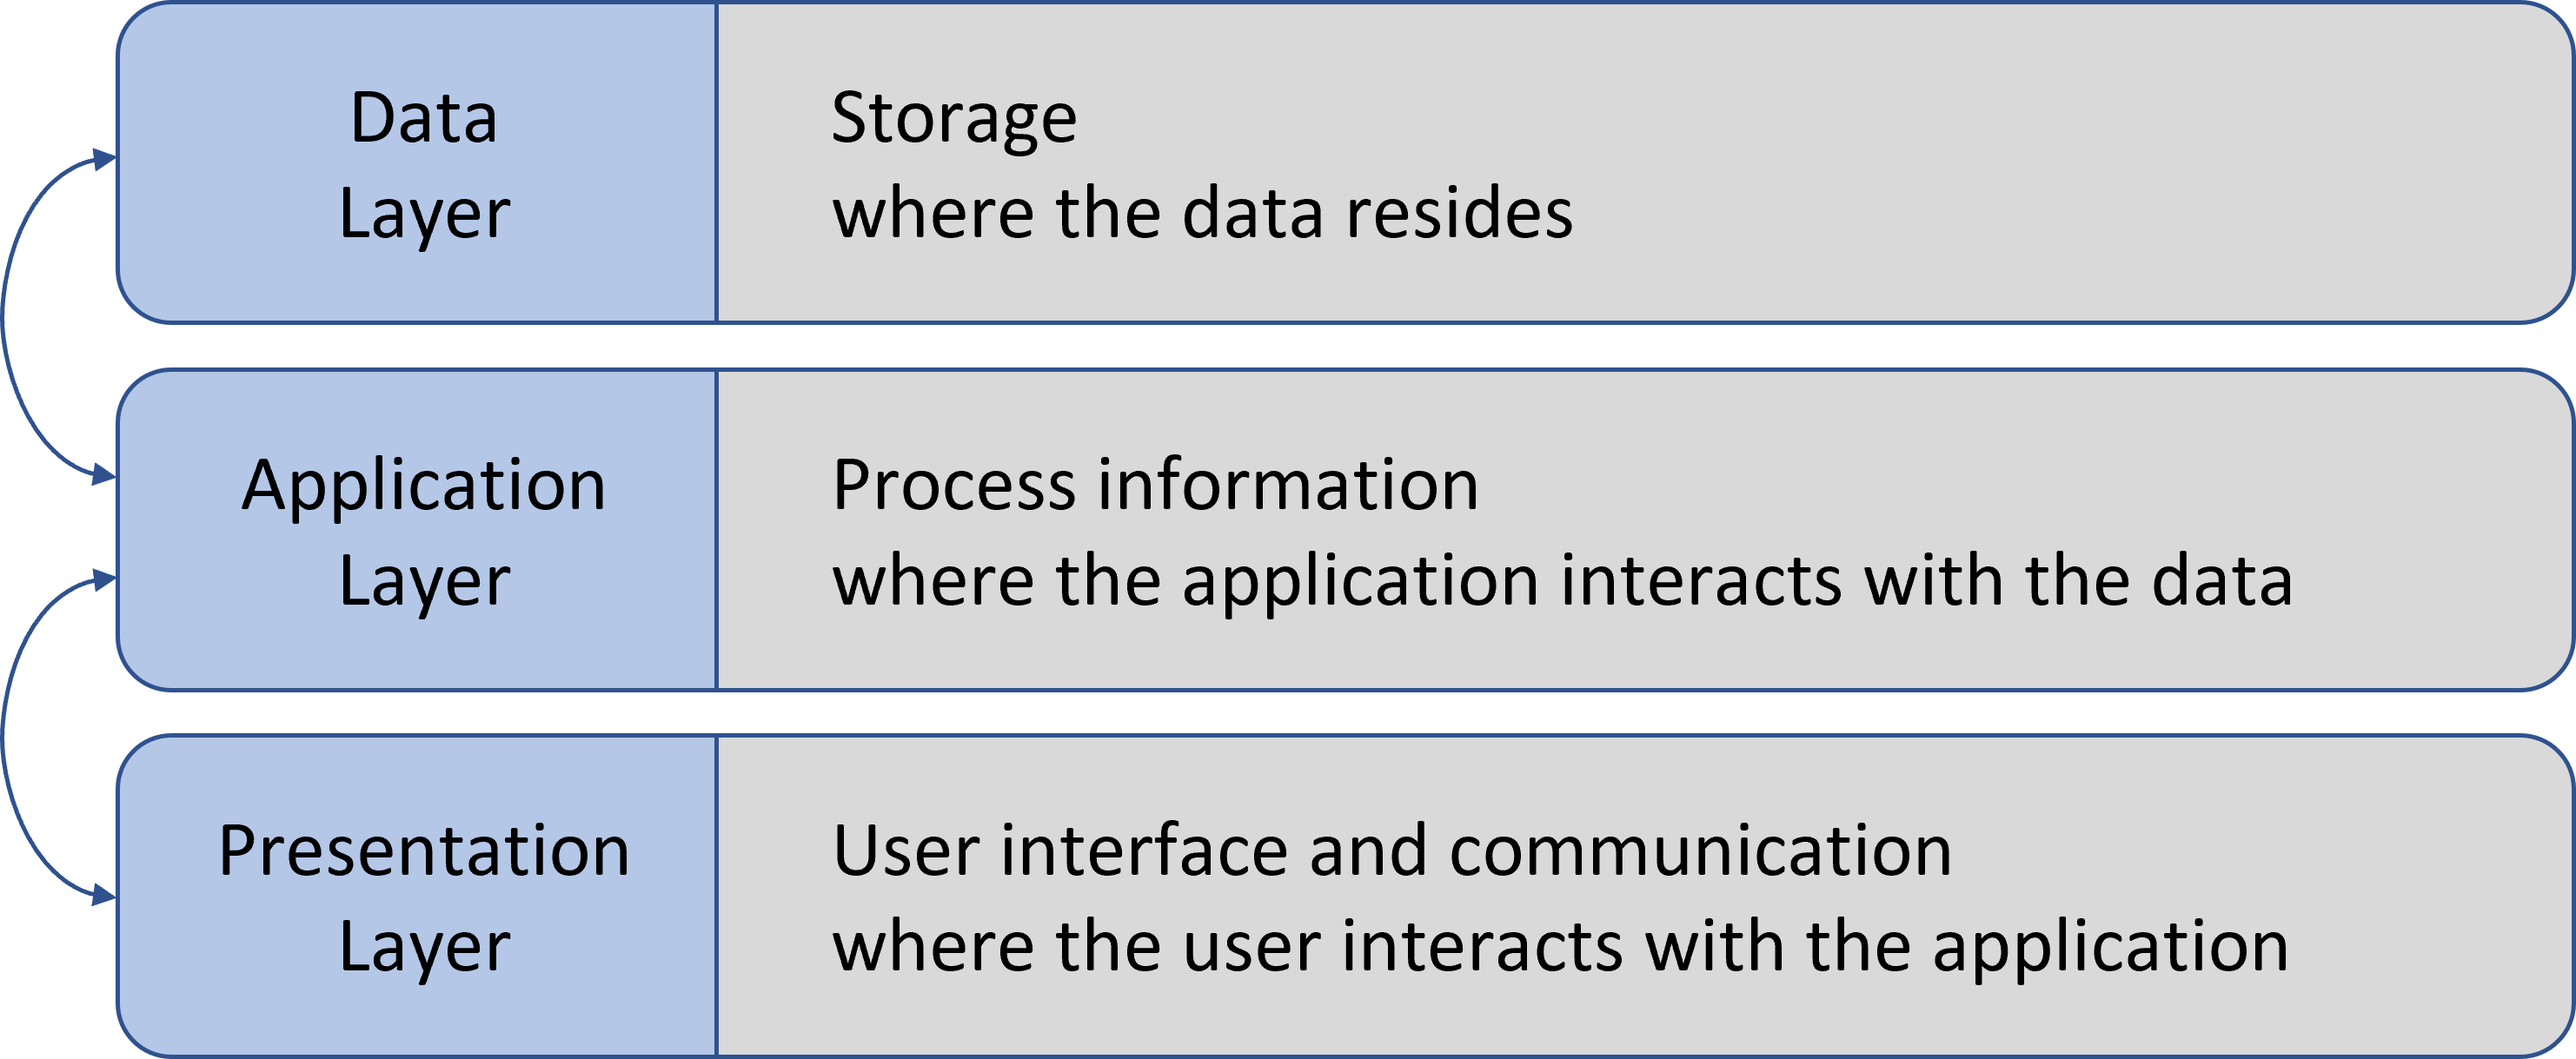 Data
Layer
Storage
where the data resides
Application
Layer
Process information
where the application interacts with the data
Presentation
Layer
User interface and communication
where the user interacts with the application